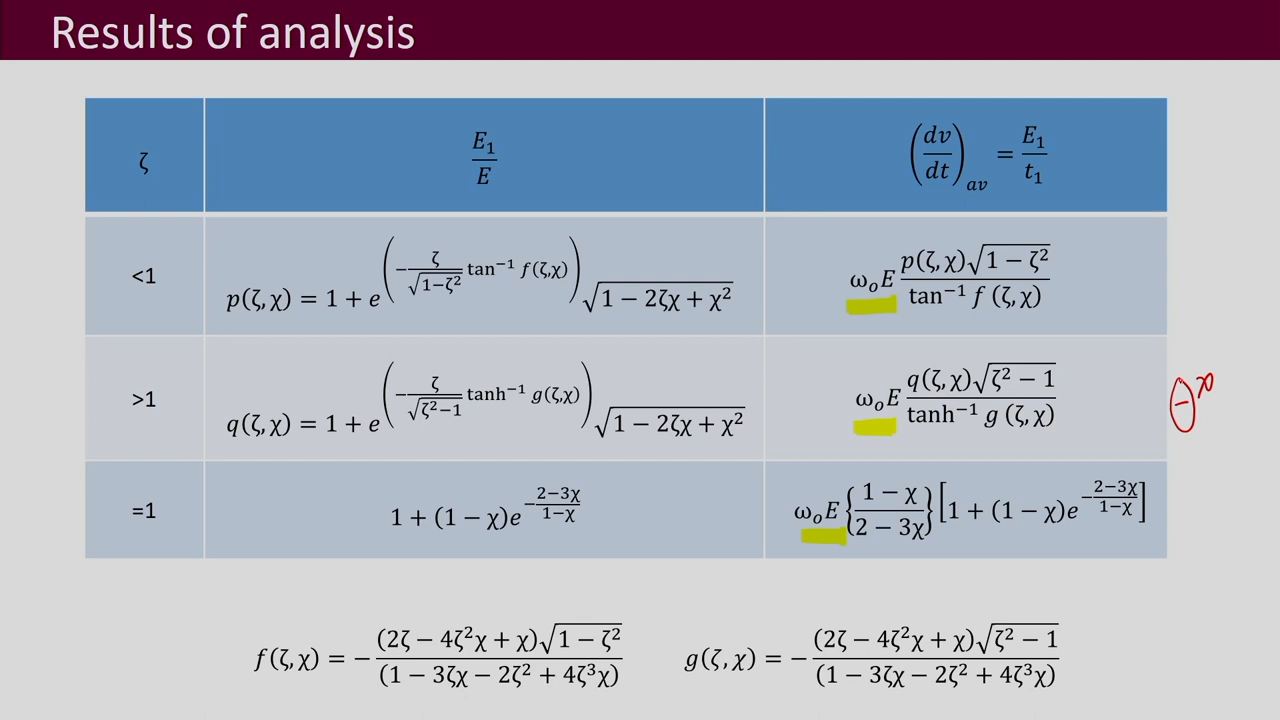 Results of analysis
ζ
E₁/E
(dv/dt)_av = E₁/t₁
<1
p(ζ,χ) = 1 + e^(−ζ/√(1−ζ²) tan⁻¹ f(ζ,χ)) √(1 − 2ζχ + χ²)
ω₀E p(ζ,χ)√(1 − ζ²) / tan⁻¹ f (ζ,χ)
>1
q(ζ,χ) = 1 + e^(−ζ/√(ζ²−1) tanh⁻¹ g(ζ,χ)) √(1 − 2ζχ + χ²)
ω₀E q(ζ,χ)√(ζ² − 1) / tanh⁻¹ g (ζ,χ)
=1
1 + (1 − χ)e^(−(2−3χ)/(1−χ))
ω₀E {(1 − χ)/(2 − 3χ)} [1 + (1 − χ)e^(−(2−3χ)/(1−χ))]
f(ζ,χ) = − (2ζ − 4ζ²χ + χ)√(1 − ζ²) / (1 − 3ζχ − 2ζ² + 4ζ³χ)
g(ζ,χ) = − (2ζ − 4ζ²χ + χ)√(ζ² − 1) / (1 − 3ζχ − 2ζ² + 4ζ³χ)